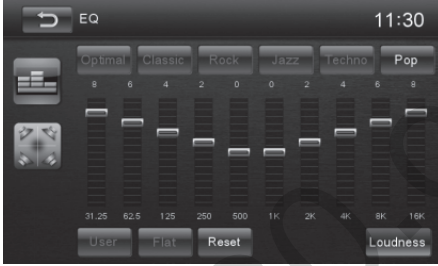 EQ 11:30
Optimal Classic Rock Jazz Techno Pop
8 6 4 2 0 0 2 4 6 8
31.25 62.5 125 250 500 1K 2K 4K 8K 16K
User Flat Reset Loudness